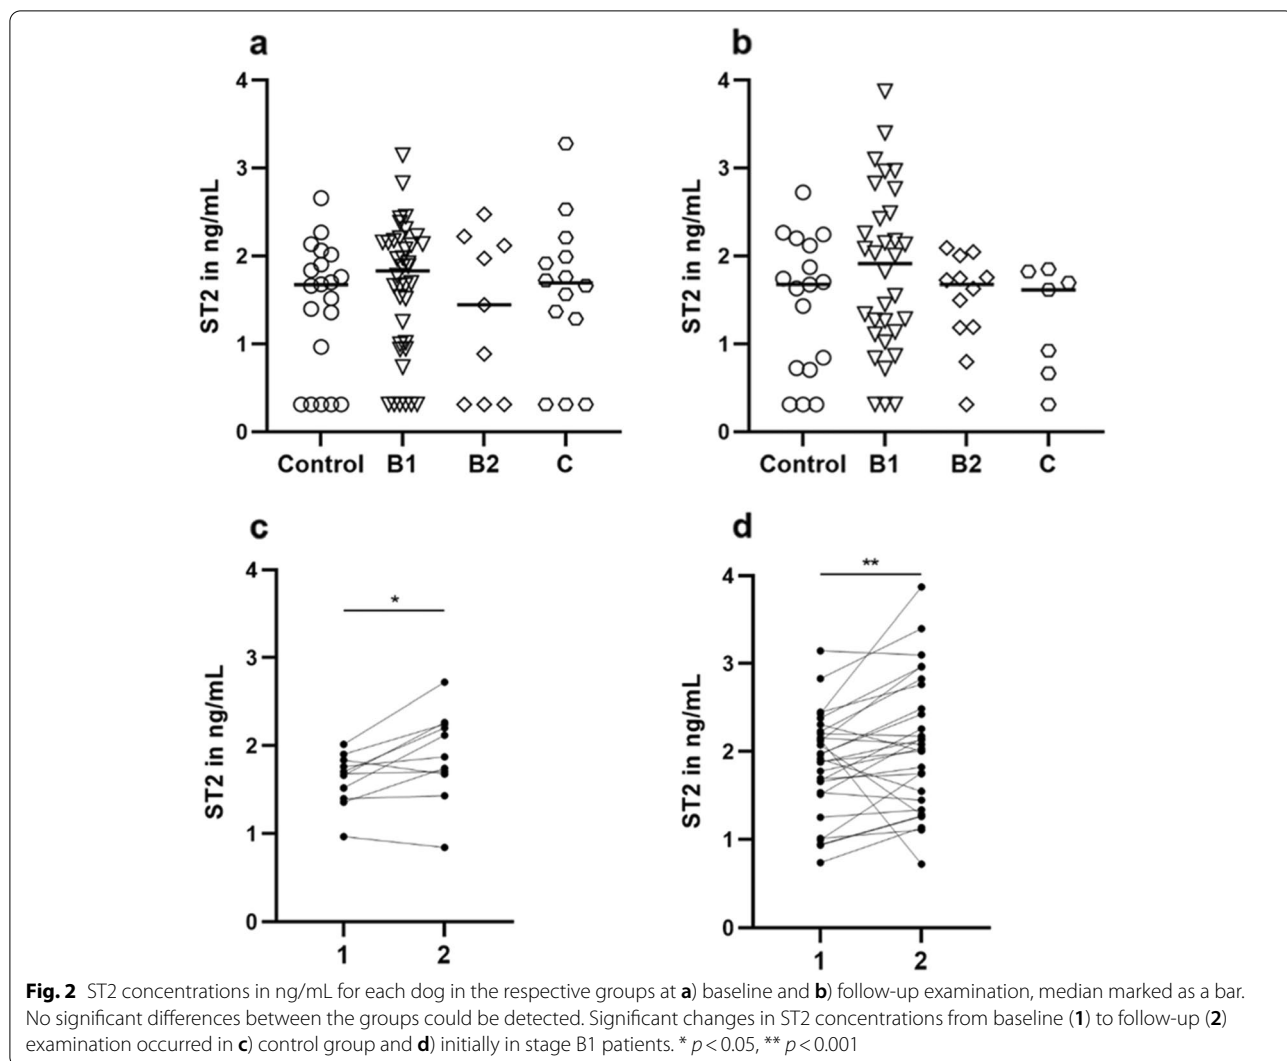 a
4
3
2
1
0
ST2 in ng/mL
Control B1 B2 C
b
4
3
2
1
0
ST2 in ng/mL
Control B1 B2 C
c
4
3
2
1
0
ST2 in ng/mL
*
1 2
d
4
3
2
1
0
ST2 in ng/mL
**
1 2
Fig. 2 ST2 concentrations in ng/mL for each dog in the respective groups at a) baseline and b) follow-up examination, median marked as a bar.
No significant differences between the groups could be detected. Significant changes in ST2 concentrations from baseline (1) to follow-up (2)
examination occurred in c) control group and d) initially in stage B1 patients. * p < 0.05, ** p < 0.001